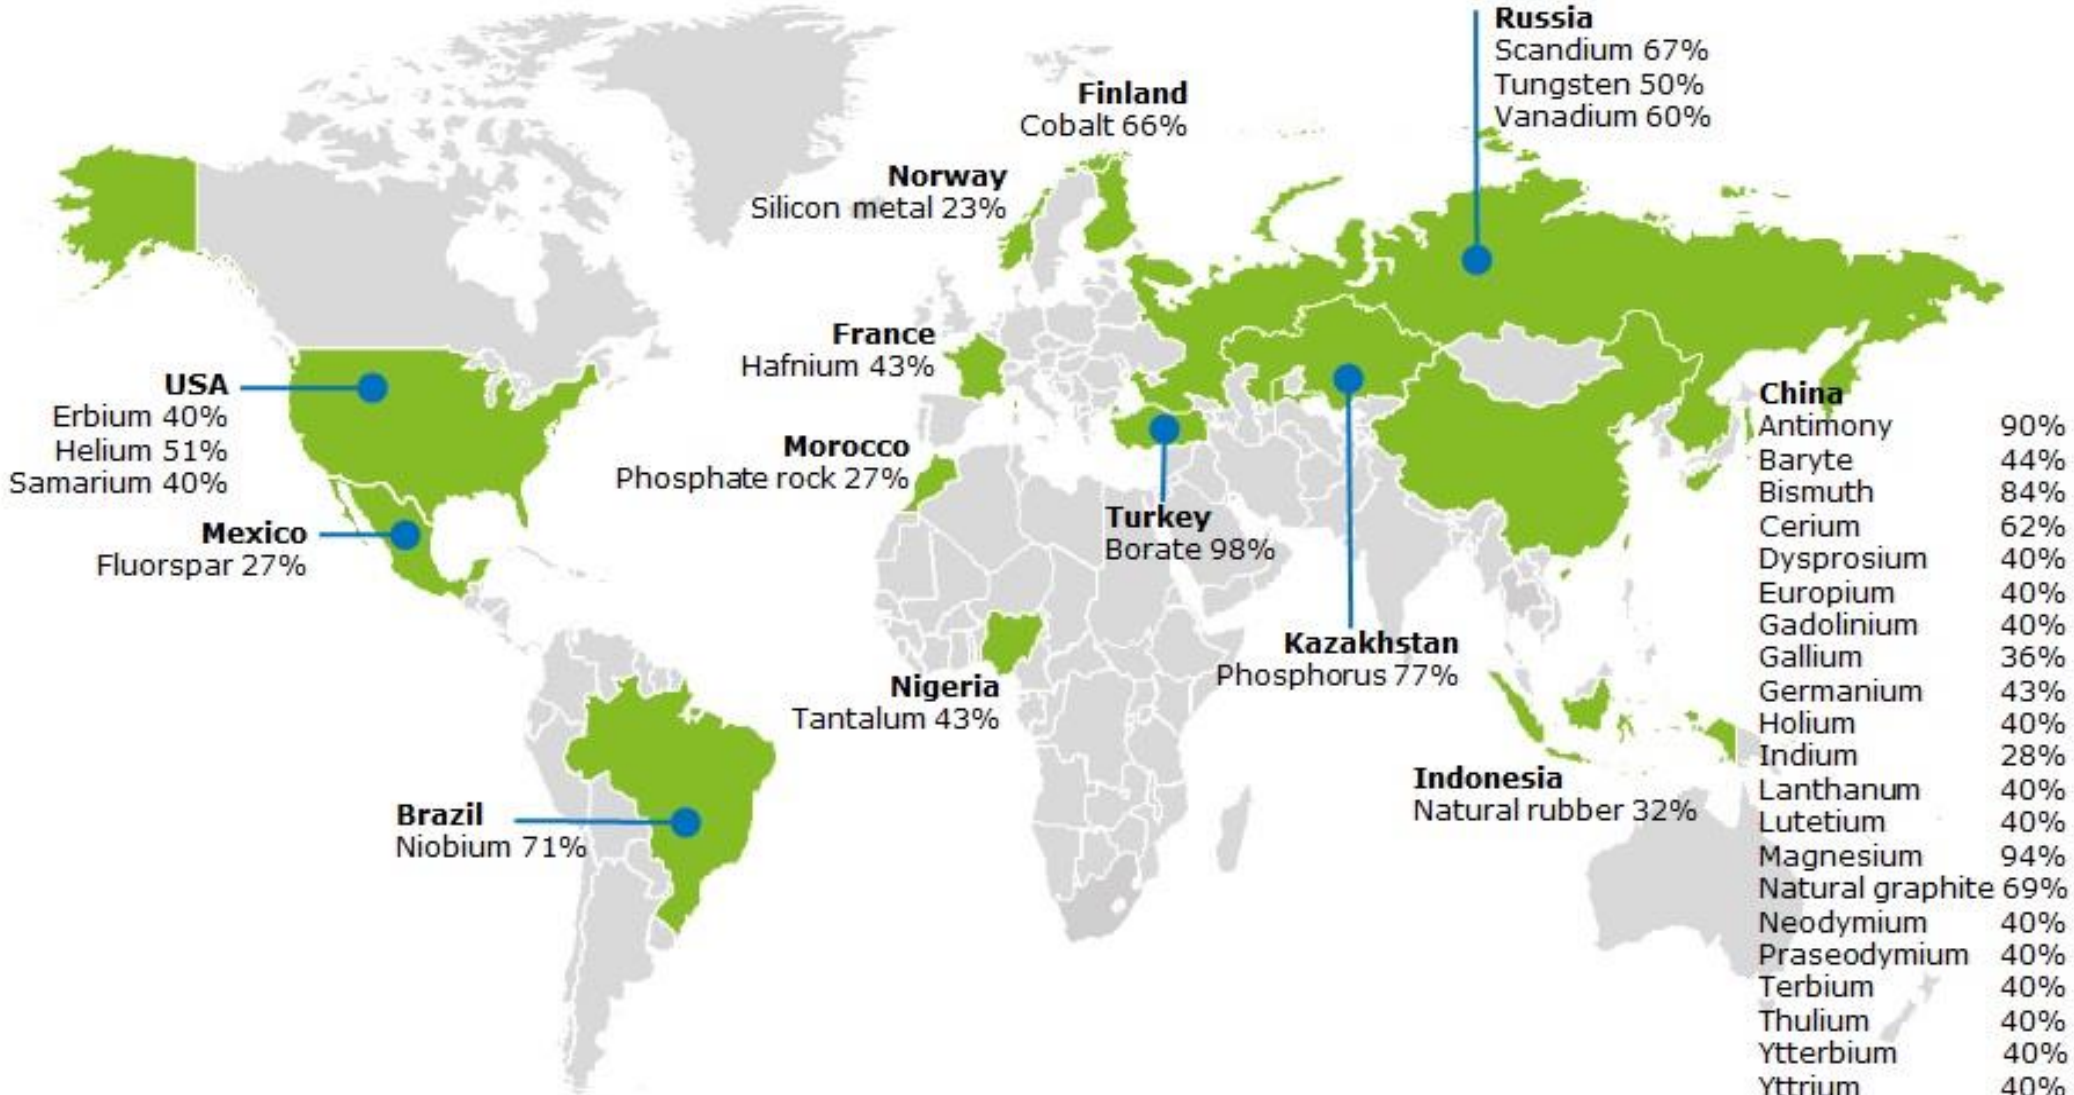 Russia
Scandium 67%
Tungsten 50%
Vanadium 60%
Finland
Cobalt 66%
Norway
Silicon metal 23%
France
Hafnium 43%
USA
Erbium 40%
Helium 51%
Samarium 40%
Morocco
Phosphate rock 27%
Mexico
Fluorspar 27%
Turkey
Borate 98%
Kazakhstan
Phosphorus 77%
Nigeria
Tantalum 43%
Indonesia
Natural rubber 32%
Brazil
Niobium 71%
China
Antimony 90%
Baryte 44%
Bismuth 84%
Cerium 62%
Dysprosium 40%
Europium 40%
Gadolinium 40%
Gallium 36%
Germanium 43%
Holium 40%
Indium 28%
Lanthanum 40%
Lutetium 40%
Magnesium 94%
Natural graphite 69%
Neodymium 40%
Praseodymium 40%
Terbium 40%
Thulium 40%
Ytterbium 40%
Yttrium 40%